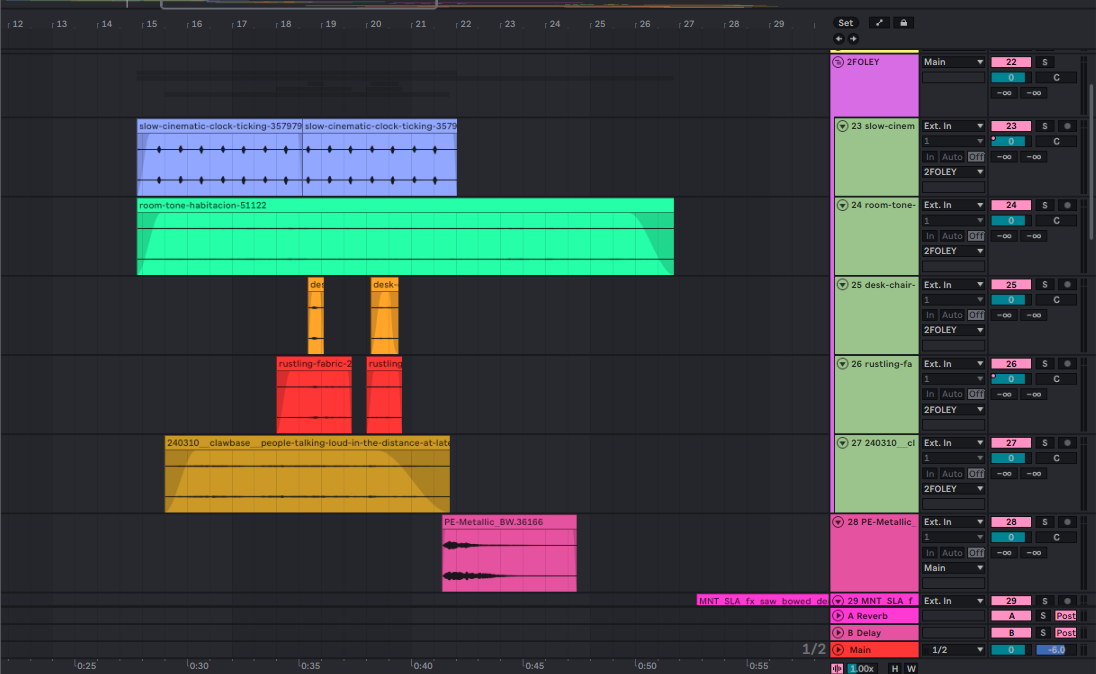 12 13 14 15 16 17 18 19 20 21 22 23 24 25 26 27 28 29 Set
2FOLEY Main 22 S
0 C
-∞ -∞
slow-cinematic-clock-ticking-357979 slow-cinematic-clock-ticking-3579 23 slow-cinem Ext. In 23 S
1 0 C
In Auto Off -∞ -∞
2FOLEY
room-tone-habitacion-51122 24 room-tone- Ext. In 24 S
1 0 C
In Auto Off -∞ -∞
2FOLEY
des desk- 25 desk-chair- Ext. In 25 S
1 0 C
In Auto Off -∞ -∞
2FOLEY
rustling-fabric-2 rustling 26 rustling-fa Ext. In 26 S
1 0 C
In Auto Off -∞ -∞
2FOLEY
240310__clawbase__people-talking-loud-in-the-distance-at-late 27 240310__cl Ext. In 27 S
1 0 C
In Auto Off -∞ -∞
2FOLEY
PE-Metallic_BW.36166 28 PE-Metallic_ Ext. In 28 S
1 0 C
In Auto Off -∞ -∞
Main
MNT_SLA_fx_saw_bowed_de 29 MNT_SLA_f Ext. In 29 S
A Reverb A S Post
B Delay B S Post
1/2 Main 1/2 0 -6.0
0:25 0:30 0:35 0:40 0:45 0:50 0:55 1.00x H W